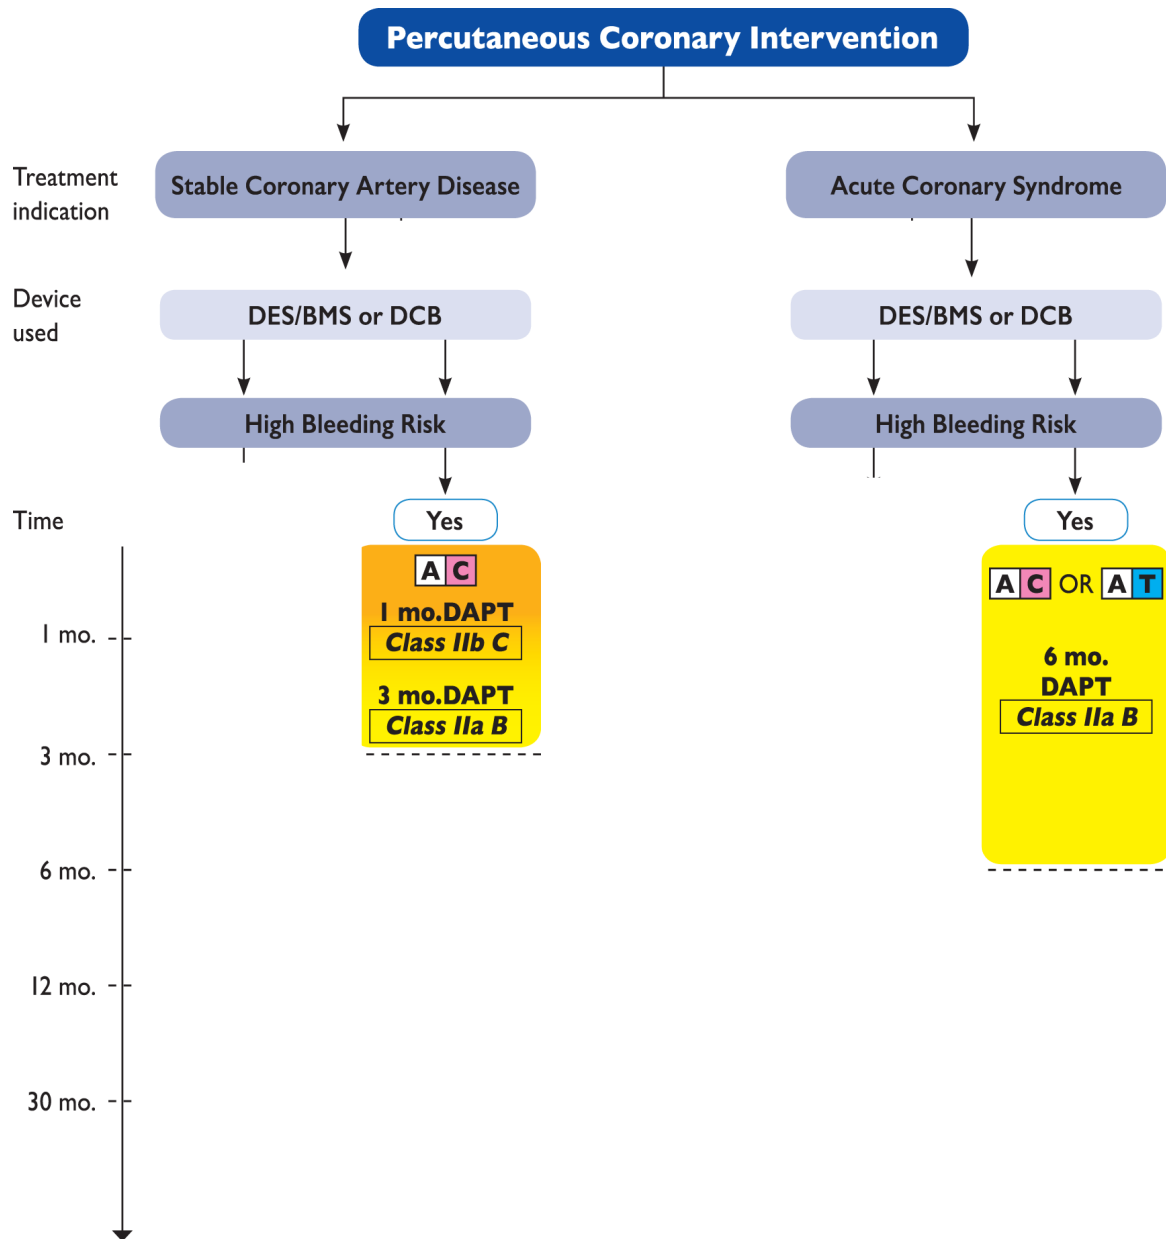 Percutaneous Coronary Intervention
Treatment
indication
Stable Coronary Artery Disease
Acute Coronary Syndrome
Device
used
DES/BMS or DCB
DES/BMS or DCB
High Bleeding Risk
High Bleeding Risk
Time
Yes
Yes
A C
1 mo.DAPT
Class IIb C
3 mo.DAPT
Class IIa B
A C OR A T
6 mo.
DAPT
Class IIa B
1 mo.
3 mo.
6 mo.
12 mo.
30 mo.